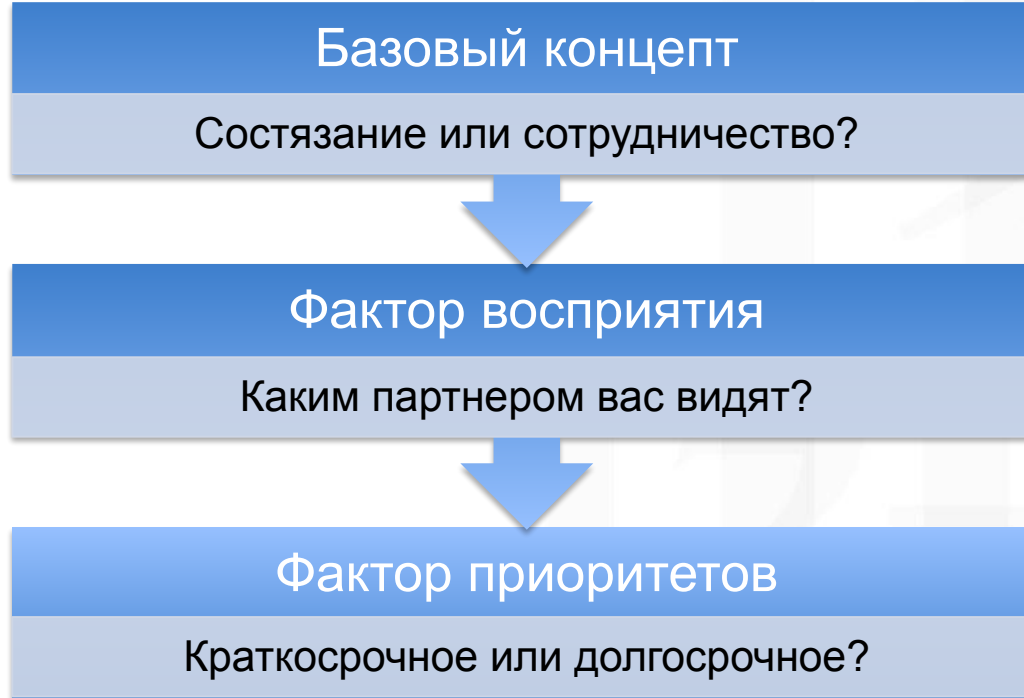 Базовый концепт
Состязание или сотрудничество?
Фактор восприятия
Каким партнером вас видят?
Фактор приоритетов
Краткосрочное или долгосрочное?